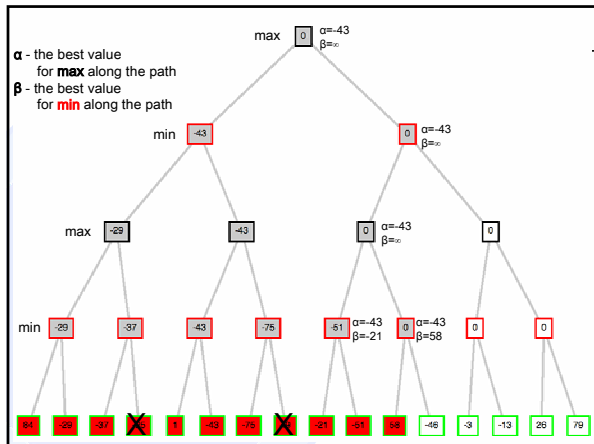 max 0 α=-43
β=∞
α - the best value
for max along the path
β - the best value
for min along the path
min -43 0 α=-43
β=∞
max -29 -43 0 α=-43
β=∞ 0
min -29 -37 -43 -75 -51 α=-43
β=-21 0 α=-43
β=58 0 0
84 -29 -37 X 1 -43 -75 X -21 -51 58 -46 -3 -13 26 79